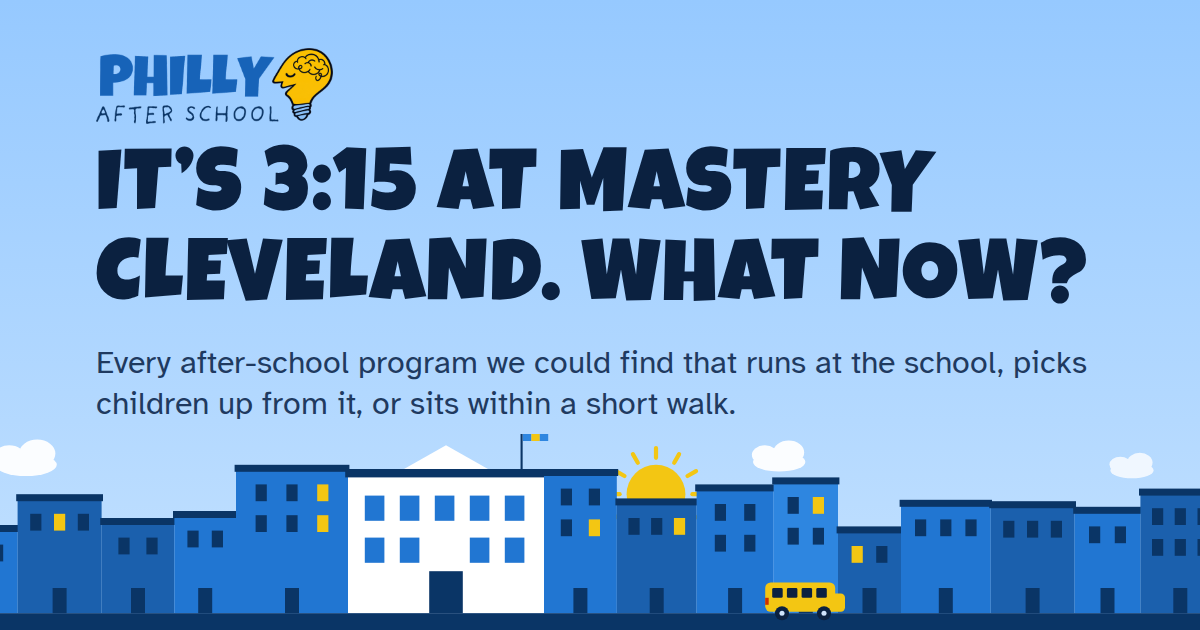 PHILLY
AFTER SCHOOL
IT’S 3:15 AT MASTERY
CLEVELAND. WHAT NOW?
Every after-school program we could find that runs at the school, picks
children up from it, or sits within a short walk.